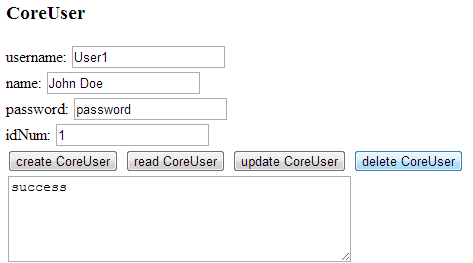 CoreUser
username: User1
name: John Doe
password: password
idNum: 1
create CoreUser read CoreUser update CoreUser delete CoreUser
success